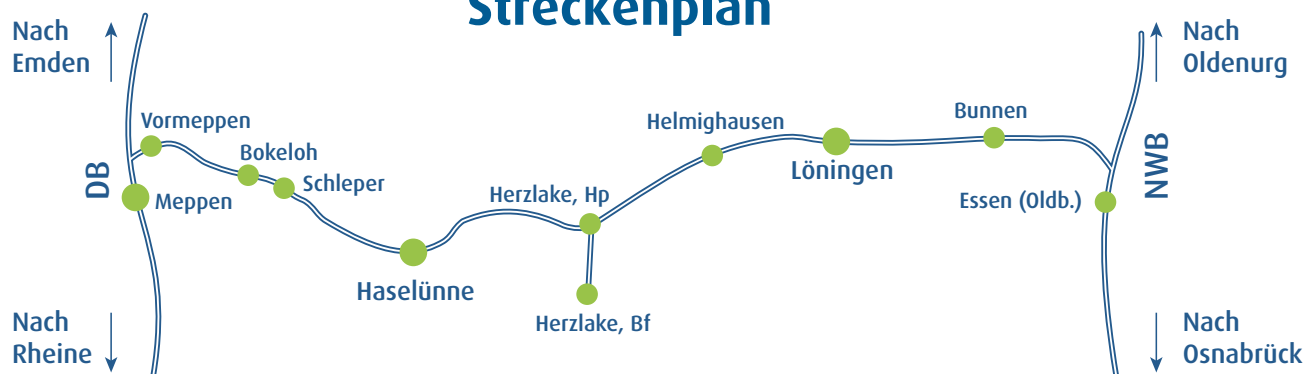 Streckenplan
Nach
Emden
Nach
Oldenurg
Vormeppen
Bokeloh
Schleper
DB
Meppen
Haselünne
Herzlake, Hp
Herzlake, Bf
Helmighausen
Löningen
Bunnen
Essen (Oldb.)
NWB
Nach
Rheine
Nach
Osnabrück